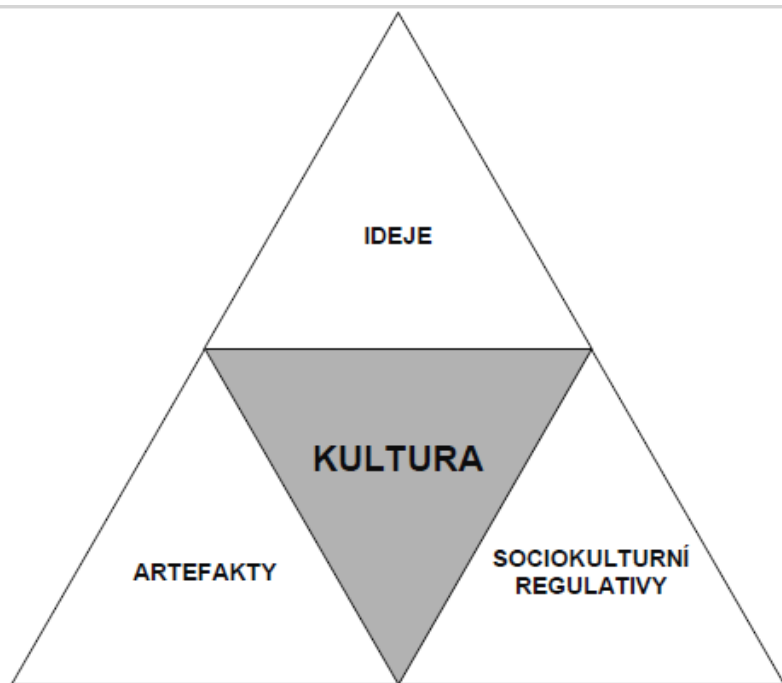 IDEJE
KULTURA
ARTEFAKTY
SOCIOKULTURNÍ
REGULATIVY